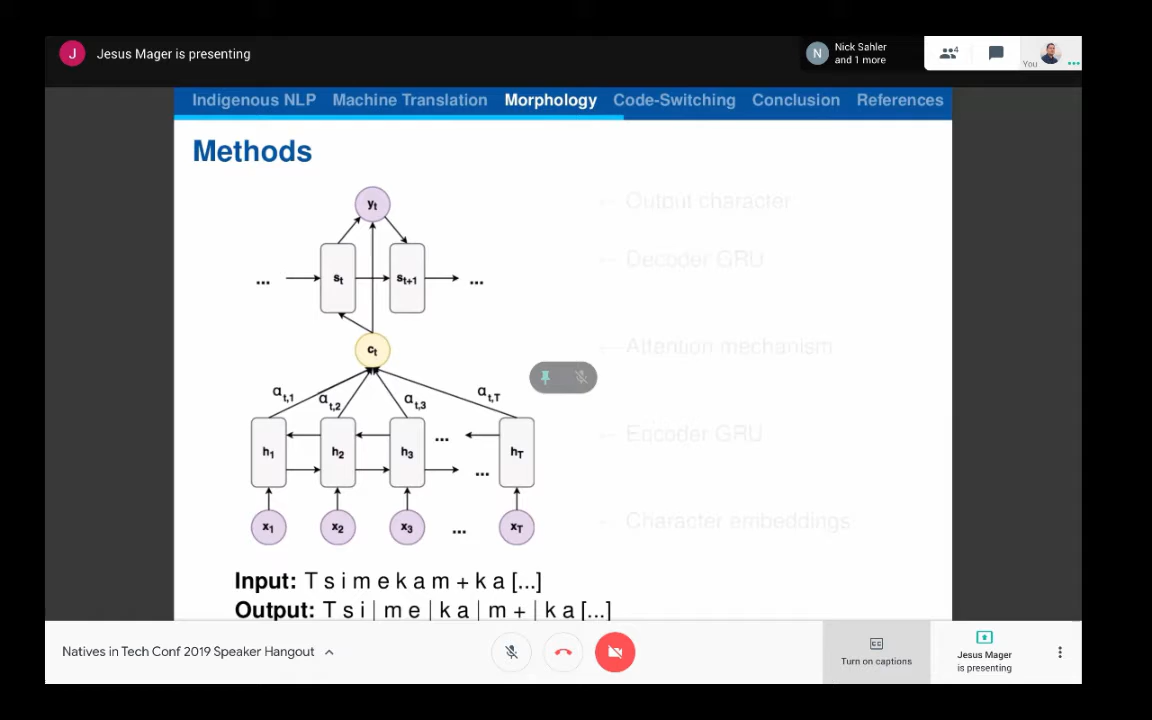 J Jesus Mager is presenting
N Nick Sahler
and 1 more
4
You
Indigenous NLP Machine Translation Morphology Code-Switching Conclusion References
Methods
yt
← Output character
← Decoder GRU
... st st+1 ...
← Attention mechanism
ct
αt,1 αt,2 αt,3 αt,T
← Encoder GRU
h1 h2 h3 ... hT
...
← Character embeddings
x1 x2 x3 ... xT
Input: T s i m e k a m + k a [...]
Output: T s i | m e | k a | m + | k a [...]
Natives in Tech Conf 2019 Speaker Hangout
CC
Turn on captions
Jesus Mager
is presenting